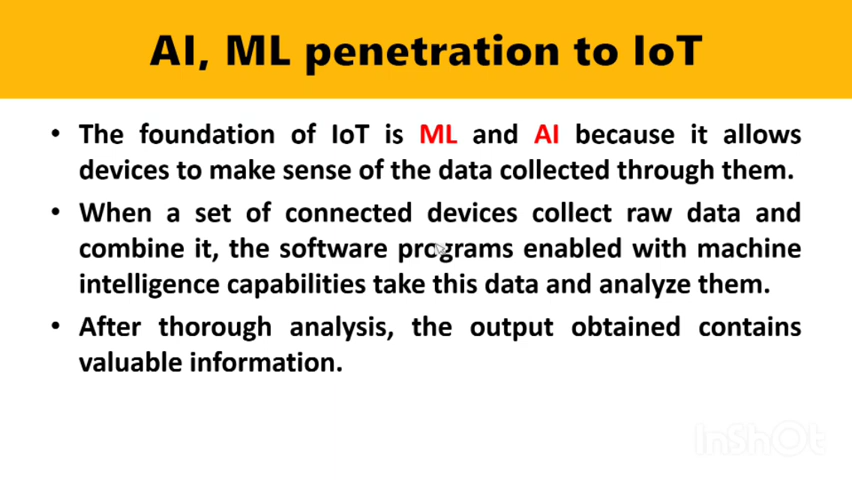 AI, ML penetration to IoT
• The foundation of IoT is ML and AI because it allows
devices to make sense of the data collected through them.
• When a set of connected devices collect raw data and
combine it, the software programs enabled with machine
intelligence capabilities take this data and analyze them.
• After thorough analysis, the output obtained contains
valuable information.
InShOt